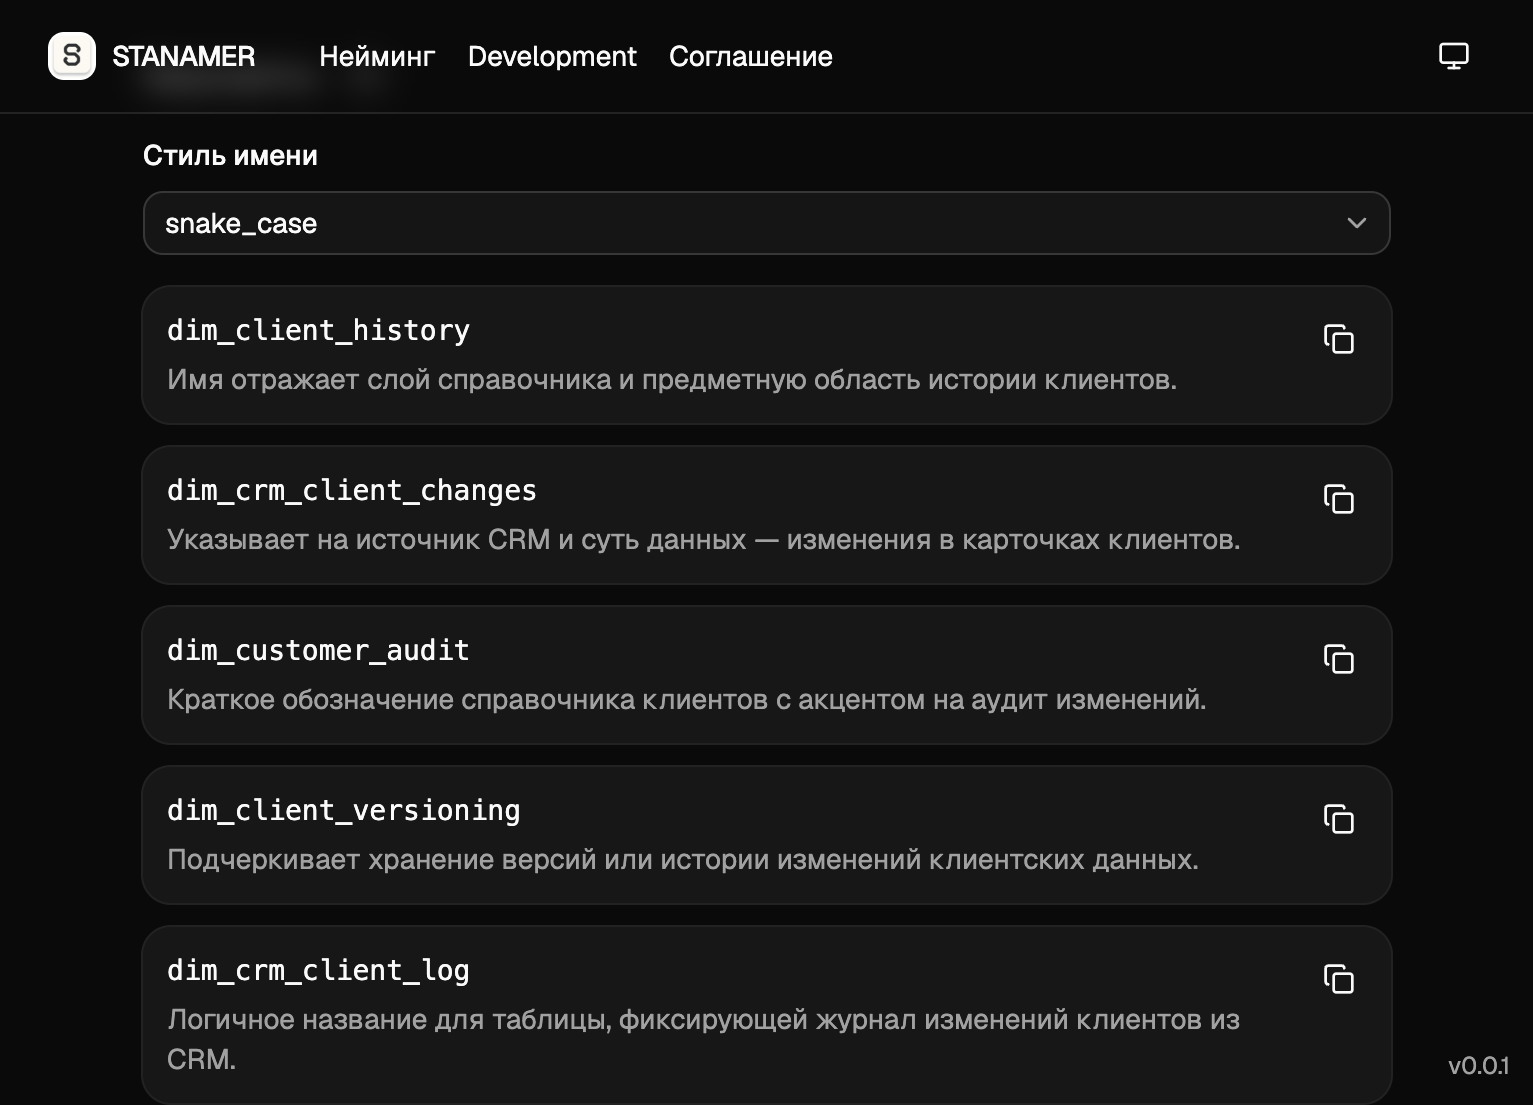 S STANAMER Нейминг Development Соглашение
Стиль имени
snake_case
dim_client_history
Имя отражает слой справочника и предметную область истории клиентов.
dim_crm_client_changes
Указывает на источник CRM и суть данных — изменения в карточках клиентов.
dim_customer_audit
Краткое обозначение справочника клиентов с акцентом на аудит изменений.
dim_client_versioning
Подчеркивает хранение версий или истории изменений клиентских данных.
dim_crm_client_log
Логичное название для таблицы, фиксирующей журнал изменений клиентов из
CRM.
v0.0.1